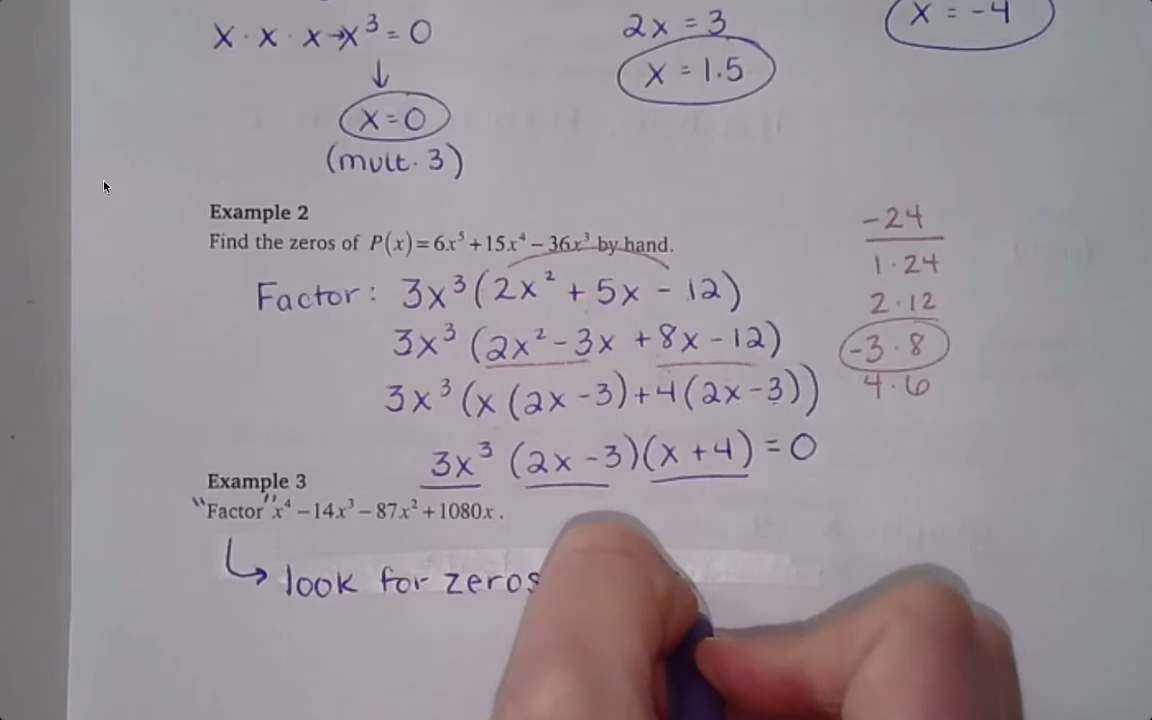 x · x · x → x³ = 0
2x = 3
x = -4
↓
x = 1.5
x = 0
(mult. 3)
Example 2
Find the zeros of P(x) = 6x⁵ + 15x⁴ – 36x³ by hand.
Factor: 3x³(2x² + 5x - 12)
3x³ (2x² - 3x + 8x - 12)
3x³ (x (2x - 3) + 4(2x - 3))
3x³ (2x - 3)(x + 4) = 0
-24
1 · 24
2 · 12
-3 · 8
4 · 6
Example 3
"Factor" x⁴ – 14x³ – 87x² + 1080x .
↳ look for zeros